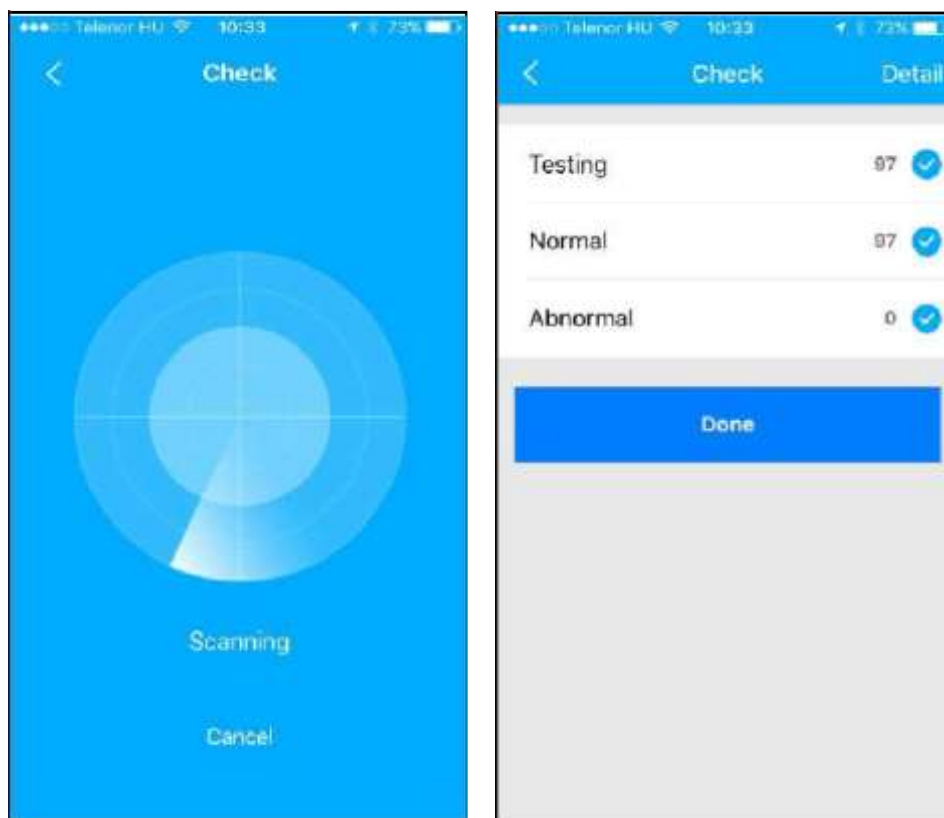 Telenor HU 10:33 73%
Check
Scanning
Cancel
Telenor HU 10:33 73%
Check Detail
Testing 97
Normal 97
Abnormal 0
Done